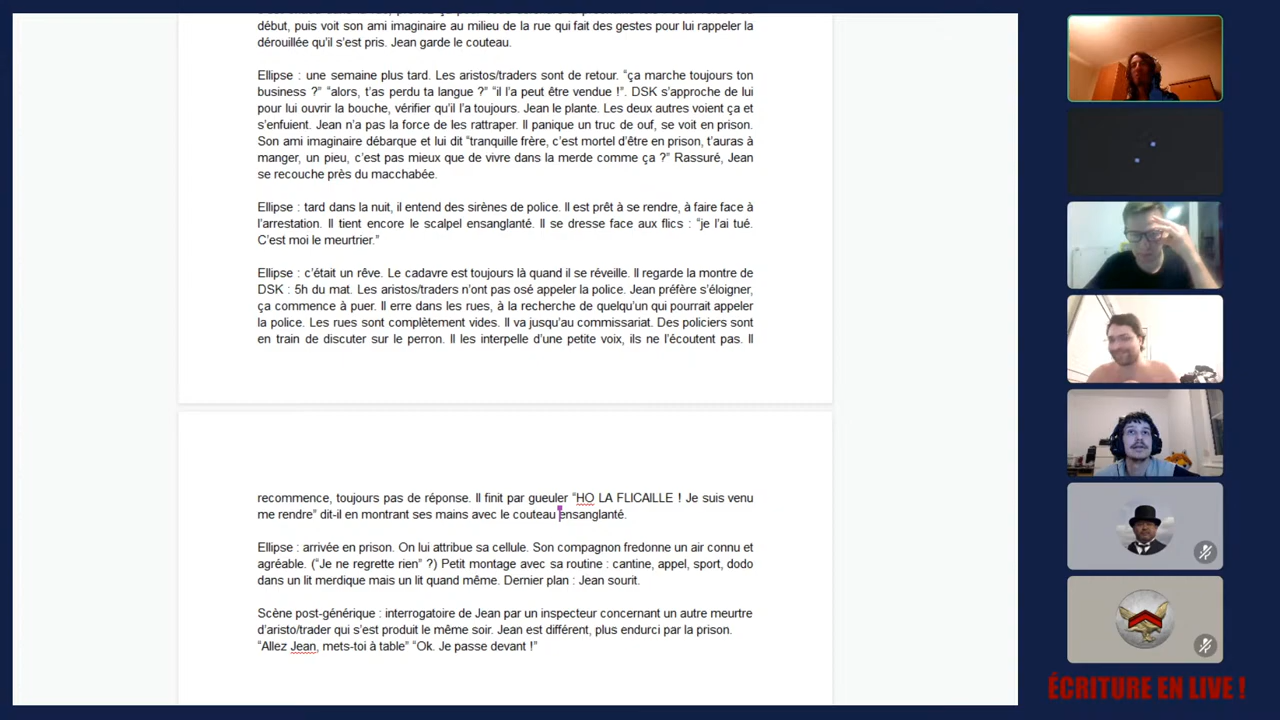 début, puis voit son ami imaginaire au milieu de la rue qui fait des gestes pour lui rappeler la
dérouillée qu’il s’est pris. Jean garde le couteau.
Ellipse : une semaine plus tard. Les aristos/traders sont de retour. “ça marche toujours ton
business ?” “alors, t’as perdu ta langue ?” “il l’a peut être vendue !”. DSK s’approche de lui
pour lui ouvrir la bouche, vérifier qu’il l’a toujours. Jean le plante. Les deux autres voient ça et
s’enfuient. Jean n’a pas la force de les rattraper. Il panique un truc de ouf, se voit en prison.
Son ami imaginaire débarque et lui dit “tranquille frère, c’est mortel d’être en prison, t’auras à
manger, un pieu, c’est pas mieux que de vivre dans la merde comme ça ?” Rassuré, Jean
se recouche près du macchabée.
Ellipse : tard dans la nuit, il entend des sirènes de police. Il est prêt à se rendre, à faire face à
l’arrestation. Il tient encore le scalpel ensanglanté. Il se dresse face aux flics : “je l’ai tué.
C’est moi le meurtrier.”
Ellipse : c’était un rêve. Le cadavre est toujours là quand il se réveille. Il regarde la montre de
DSK : 5h du mat. Les aristos/traders n’ont pas osé appeler la police. Jean préfère s’éloigner,
ça commence à puer. Il erre dans les rues, à la recherche de quelqu’un qui pourrait appeler
la police. Les rues sont complètement vides. Il va jusqu’au commissariat. Des policiers sont
en train de discuter sur le perron. Il les interpelle d’une petite voix, ils ne l’écoutent pas. Il
recommence, toujours pas de réponse. Il finit par gueuler “HO LA FLICAILLE ! Je suis venu
me rendre” dit-il en montrant ses mains avec le couteau ensanglanté.
Ellipse : arrivée en prison. On lui attribue sa cellule. Son compagnon fredonne un air connu et
agréable. (“Je ne regrette rien” ?) Petit montage avec sa routine : cantine, appel, sport, dodo
dans un lit merdique mais un lit quand même. Dernier plan : Jean sourit.
Scène post-générique : interrogatoire de Jean par un inspecteur concernant un autre meurtre
d’aristo/trader qui s’est produit le même soir. Jean est différent, plus endurci par la prison.
“Allez Jean, mets-toi à table” “Ok. Je passe devant !”
ÉCRITURE EN LIVE !